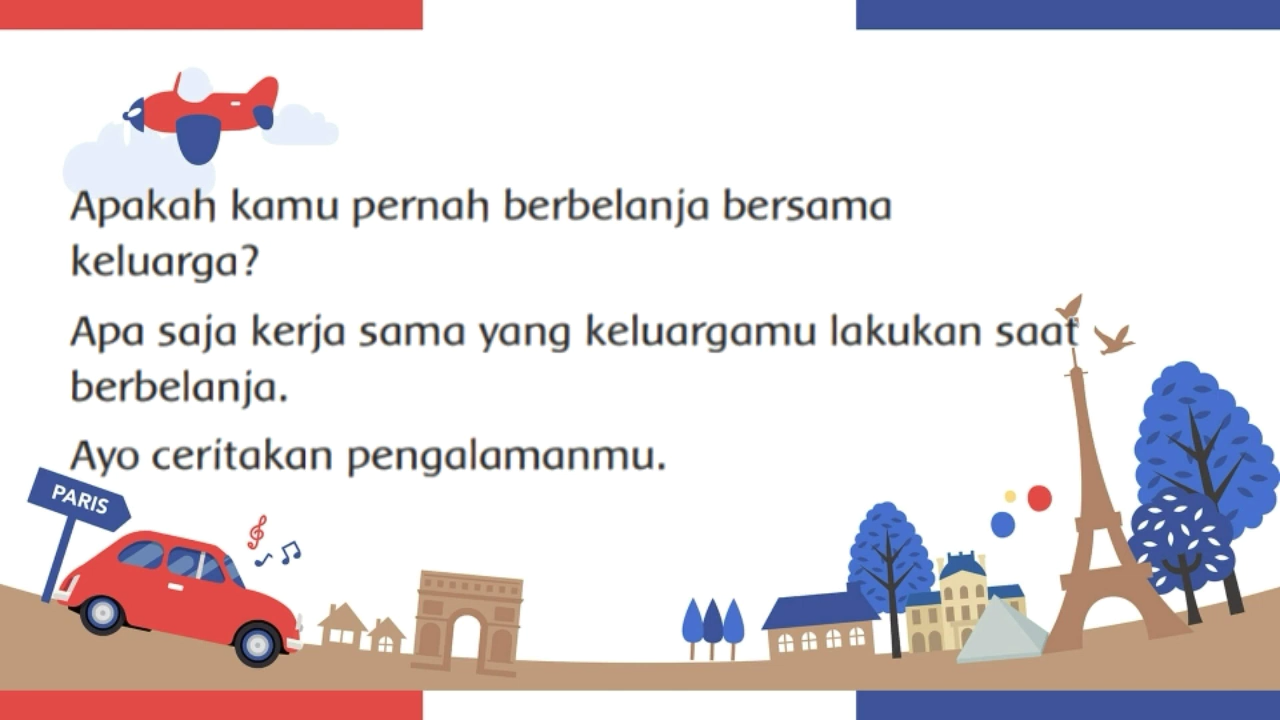 Apakah kamu pernah berbelanja bersama
keluarga?
Apa saja kerja sama yang keluargamu lakukan saat
berbelanja.
Ayo ceritakan pengalamanmu.
PARIS